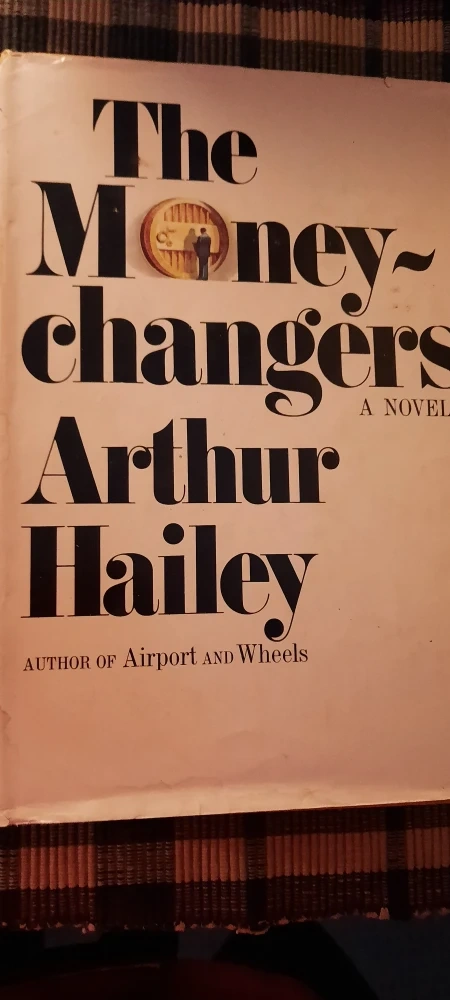 The
Money-
changers
A NOVEL
Arthur
Hailey
AUTHOR OF Airport AND Wheels